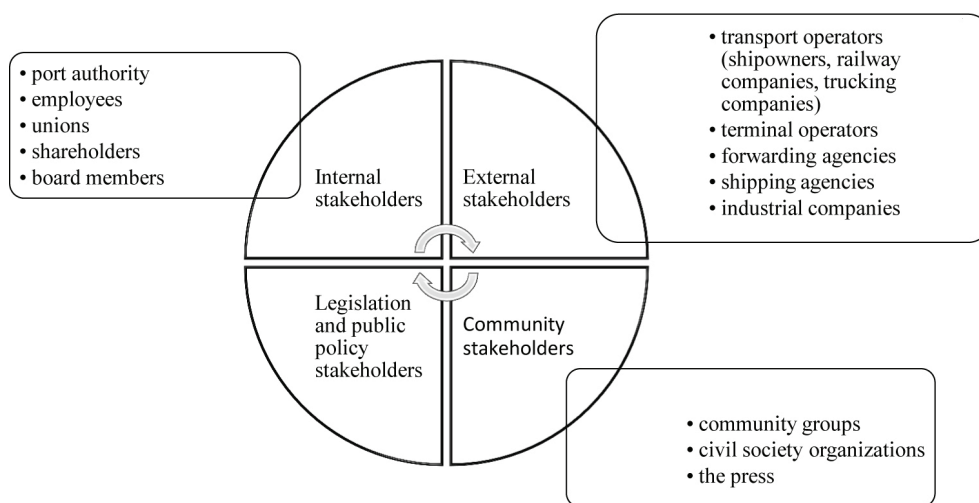 • port authority
• employees
• unions
• shareholders
• board members
• transport operators
(shipowners, railway
companies, trucking
companies)
• terminal operators
• forwarding agencies
• shipping agencies
• industrial companies
Internal
stakeholders
External
stakeholders
Legislation
and public
policy
stakeholders
Community
stakeholders
• community groups
• civil society organizations
• the press